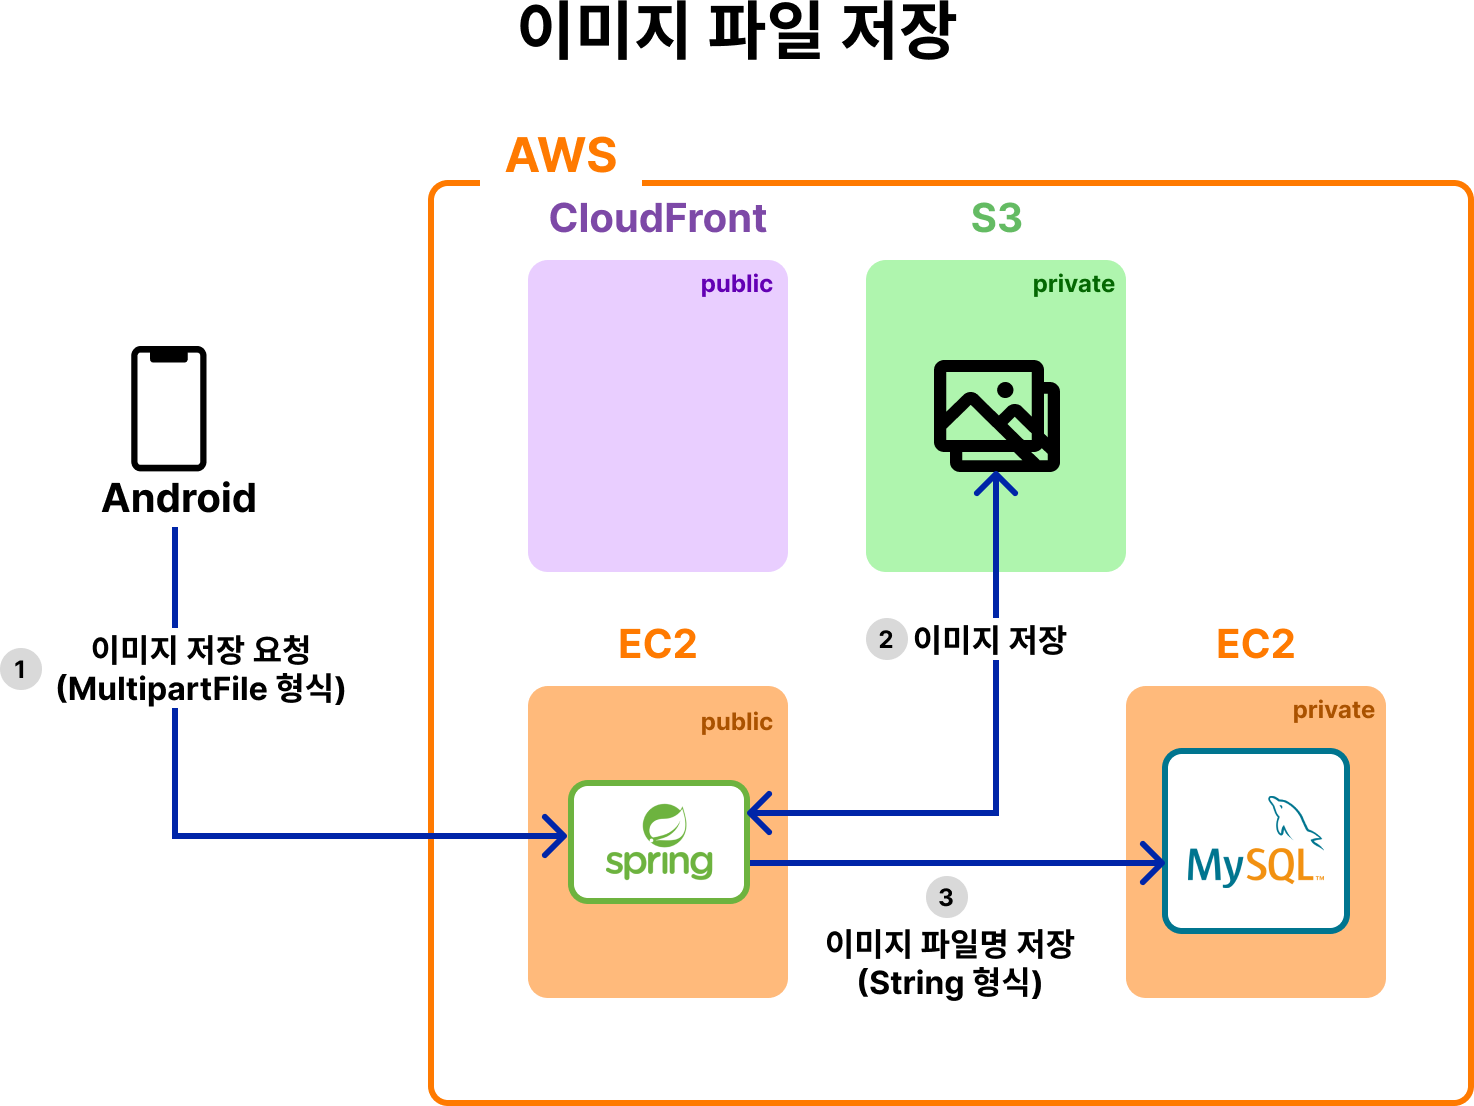 이미지 파일 저장
AWS
CloudFront
S3
public
private
Android
1
이미지 저장 요청
(MultipartFile 형식)
2 이미지 저장
EC2
EC2
public
private
spring
MySQL™
3
이미지 파일명 저장
(String 형식)